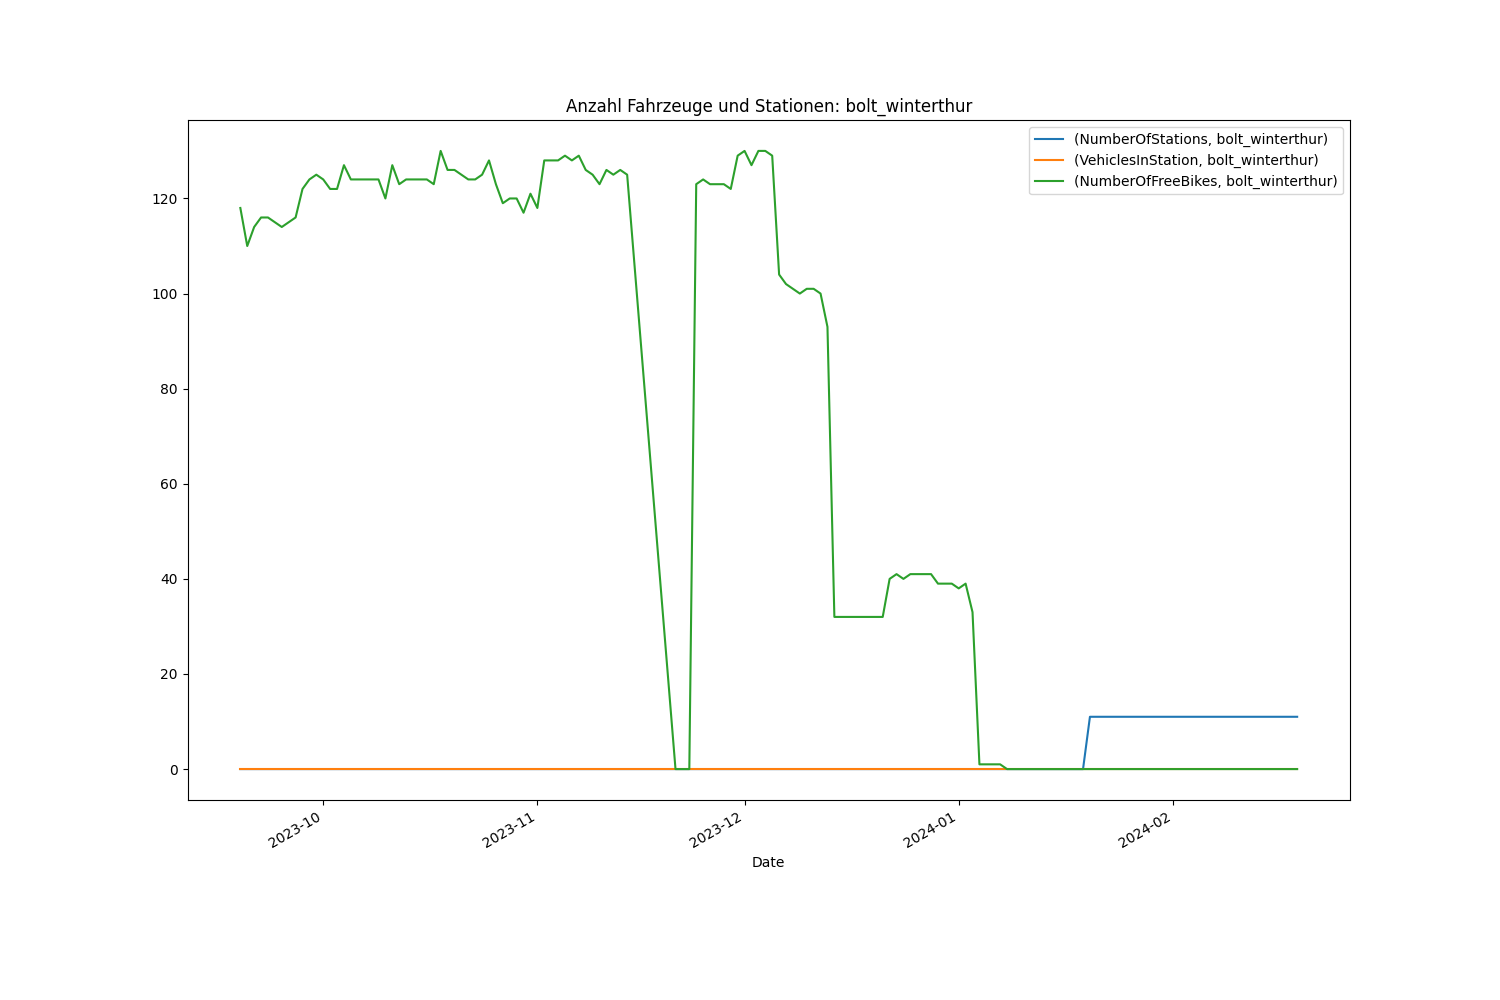 Anzahl Fahrzeuge und Stationen: bolt_winterthur
(NumberOfStations, bolt_winterthur)
(VehiclesInStation, bolt_winterthur)
(NumberOfFreeBikes, bolt_winterthur)
120
100
80
60
40
20
0
2023-10
2023-11
2023-12
2024-01
2024-02
Date